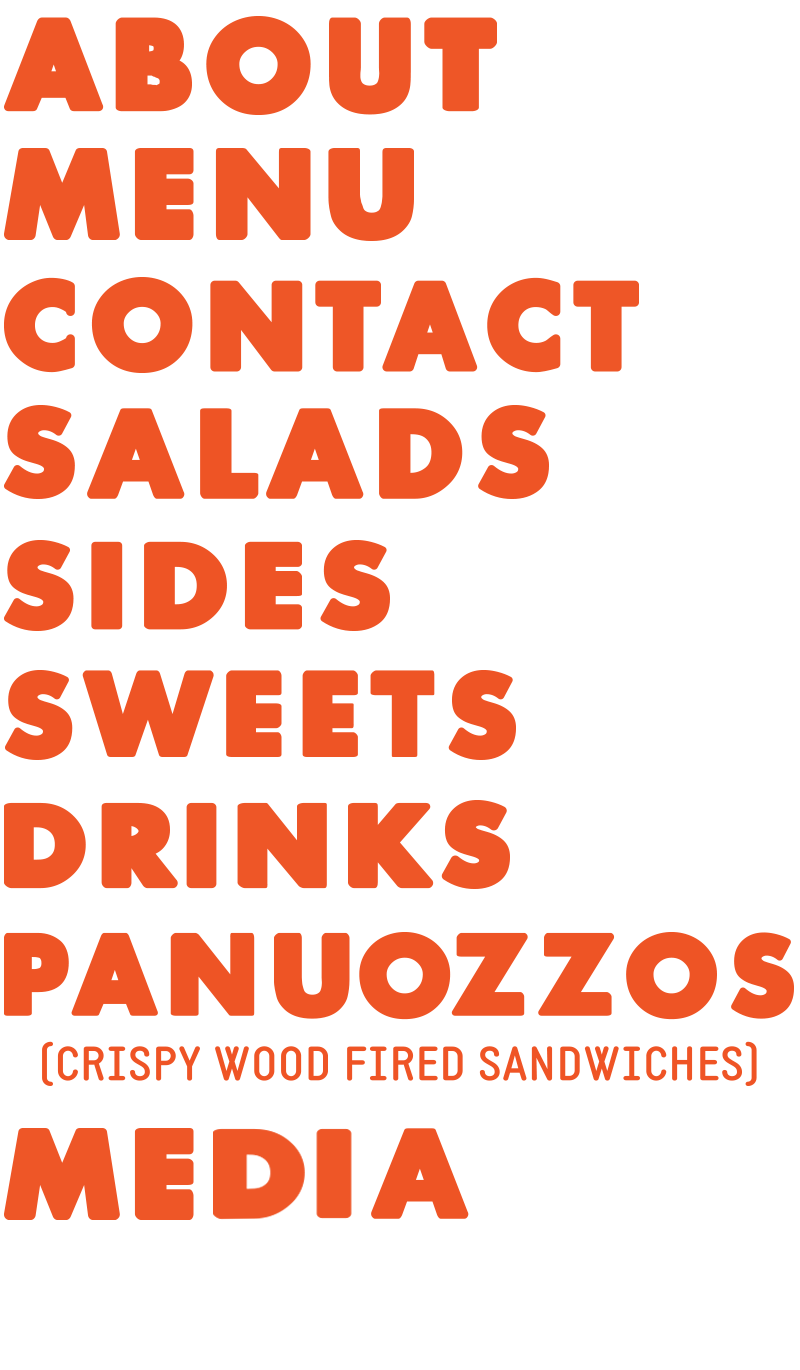 ABOUT
MENU
CONTACT
SALADS
SIDES
SWEETS
DRINKS
PANUOZZOS
(CRISPY WOOD FIRED SANDWICHES)
MEDIA